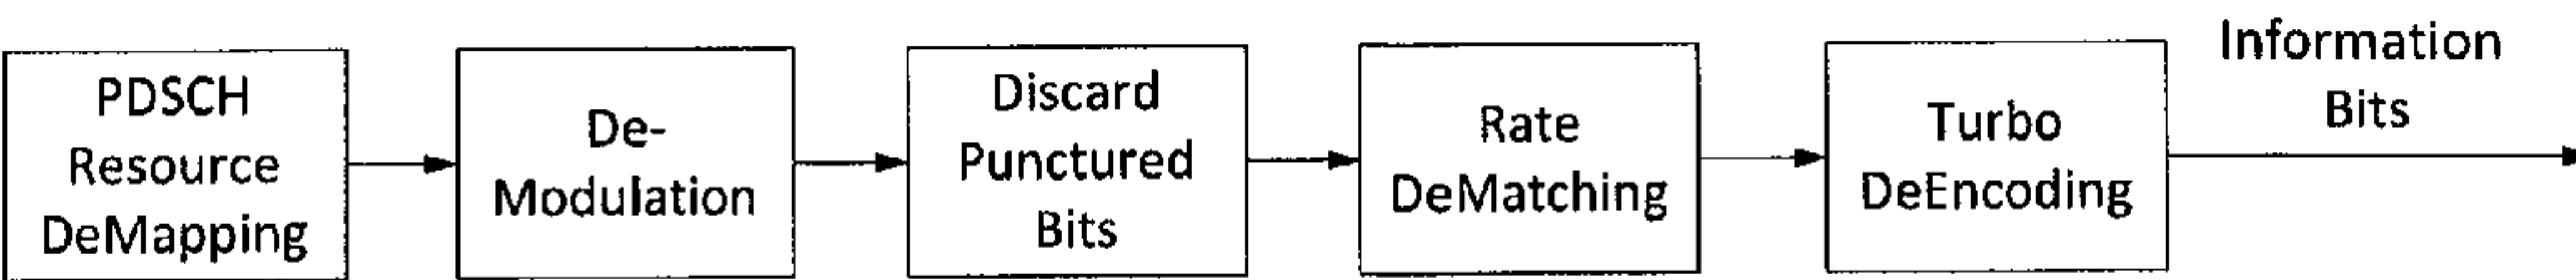 PDSCH
Resource
DeMapping
De-
Modulation
Discard
Punctured
Bits
Rate
DeMatching
Turbo
DeEncoding
Information
Bits